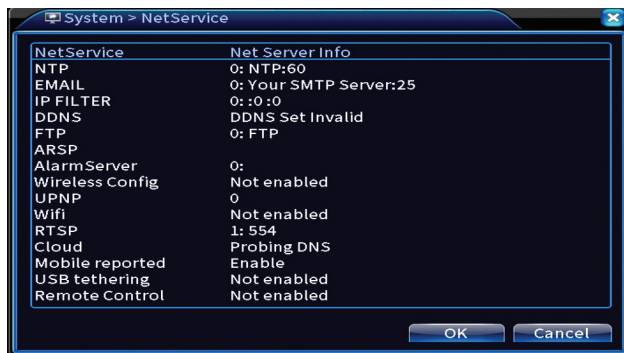 System > NetService
NetService Net Server Info
NTP 0: NTP:60
EMAIL 0: Your SMTP Server:25
IP FILTER 0: :0 :0
DDNS DDNS Set Invalid
FTP 0: FTP
ARSP
AlarmServer 0:
Wireless Config Not enabled
UPNP 0
Wifi Not enabled
RTSP 1: 554
Cloud Probing DNS
Mobile reported Enable
USB tethering Not enabled
Remote Control Not enabled
OK Cancel